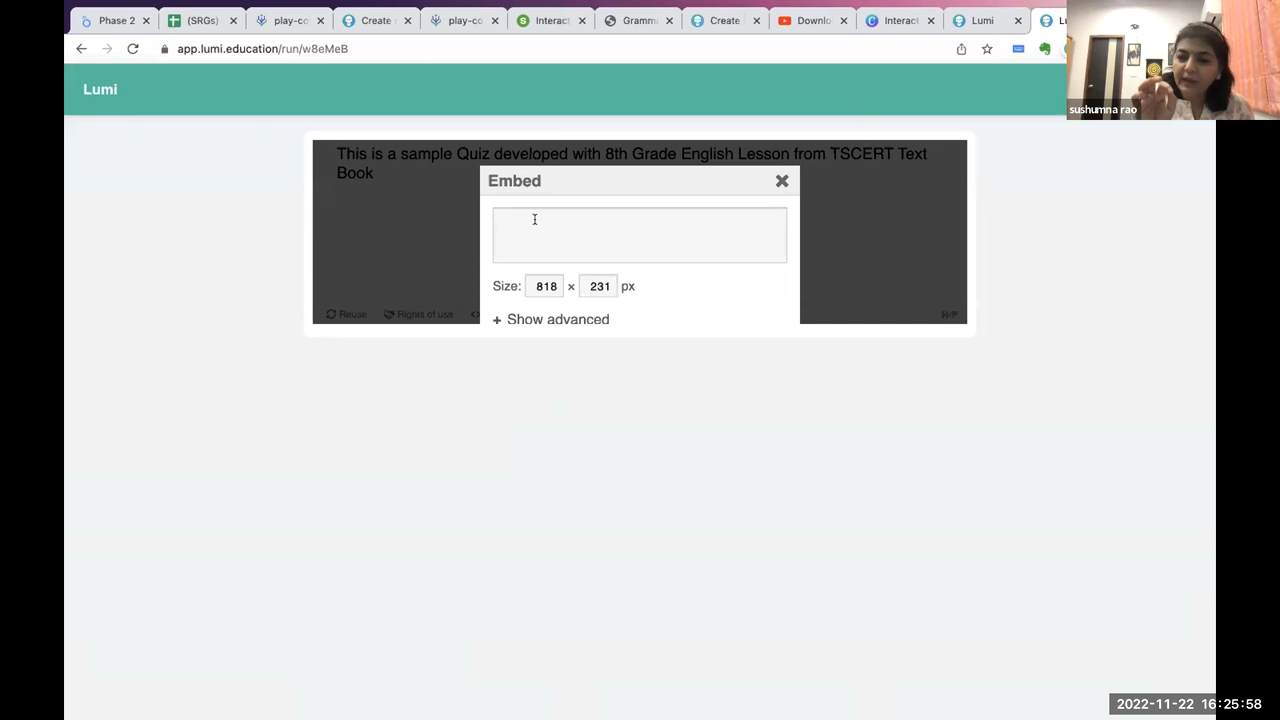 Phase 2
(SRGs)
play-co
Create
play-co
Interact
Gramma
Create
Downlo
Interact
Lumi
app.lumi.education/run/w8eMeB
sushumna rao
Lumi
This is a sample Quiz developed with 8th Grade English Lesson from TSCERT Text
Book
Embed
Size: 818 × 231 px
+ Show advanced
Reuse
Rights of use
H-P
2022-11-22 16:25:58